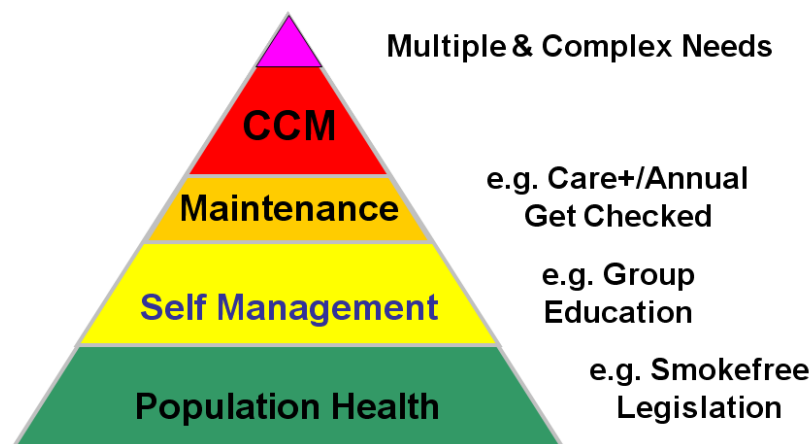 Multiple & Complex Needs
CCM
e.g. Care+/Annual
Get Checked
Maintenance
e.g. Group
Education
Self Management
e.g. Smokefree
Legislation
Population Health